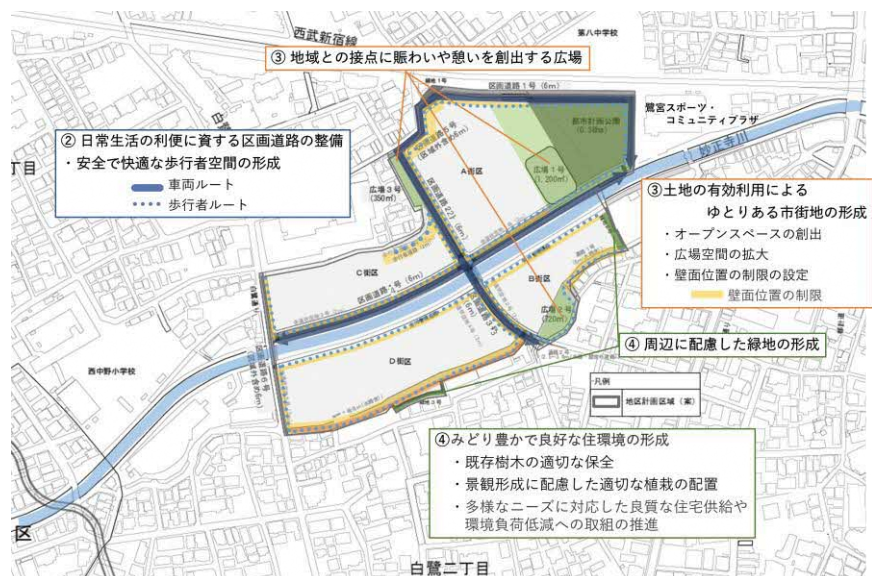 西武新宿線
第八中学校
③ 地域との接点に賑わいや憩いを創出する広場
区画道路1号(6m)
鷺宮スポーツ・
コミュニティプラザ
都市計画公園
② 日常生活の利便に資する区画道路の整備
・安全で快適な歩行者空間の形成
車両ルート
歩行者ルート
妙正寺川
A街区
広場1号
(1,200㎡)
広場3号
(350㎡)
③土地の有効利用による
ゆとりある市街地の形成
・オープンスペースの創出
・広場空間の拡大
・壁面位置の制限の設定
壁面位置の制限
C街区
B街区
白鷺通り
(720㎡)
④ 周辺に配慮した緑地の形成
D街区
西中野小学校
凡例
地区計画区域(案)
④みどり豊かで良好な住環境の形成
・既存樹木の適切な保全
・景観形成に配慮した適切な植栽の配置
・多様なニーズに対応した良質な住宅供給や
環境負荷低減への取組の推進
区
白鷺二丁目